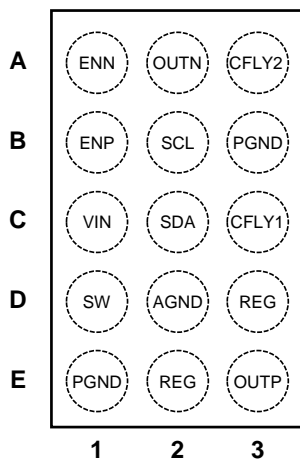 A ENN OUTN CFLY2
B ENP SCL PGND
C VIN SDA CFLY1
D SW AGND REG
E PGND REG OUTP
1 2 3